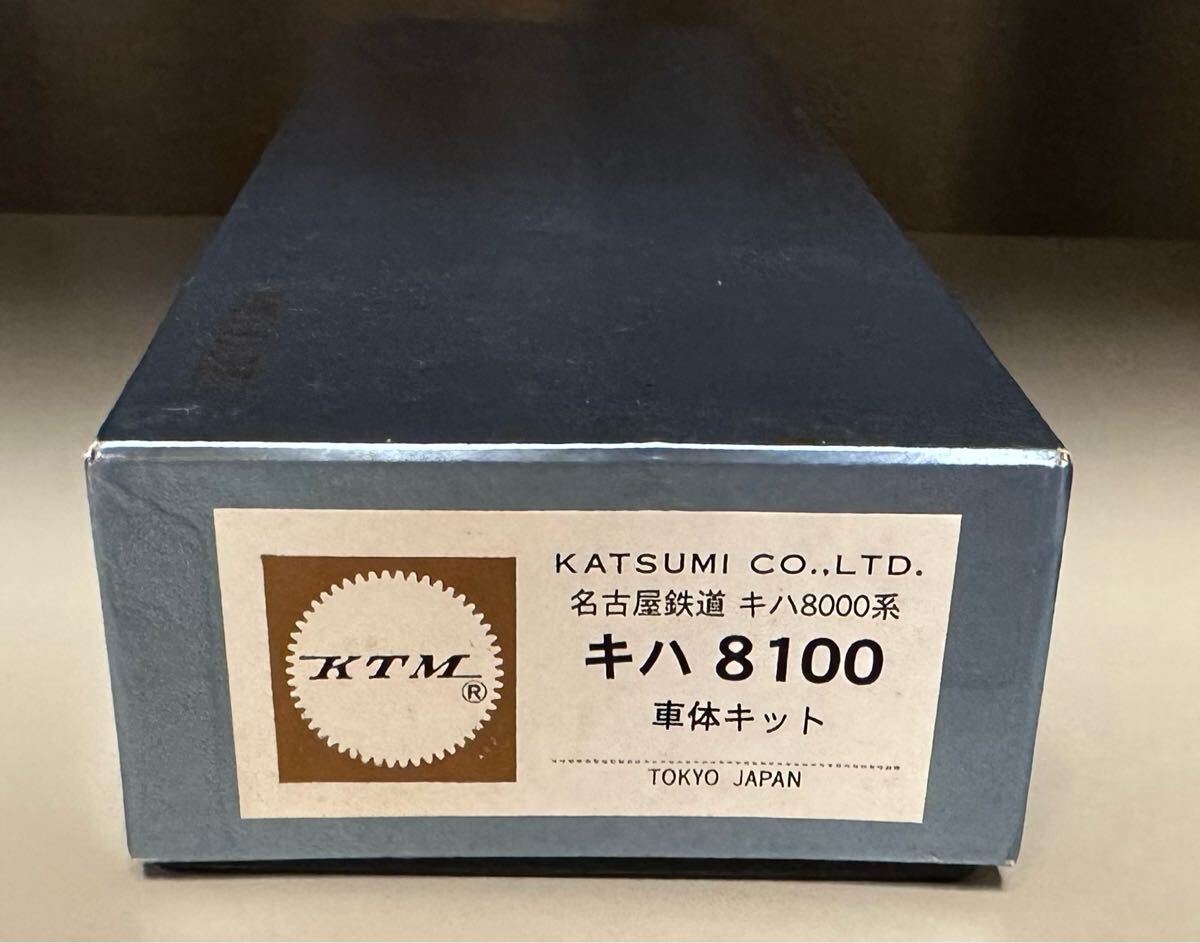 KTM
®
KATSUMI CO.,LTD.
名古屋鉄道 キハ8000系
キハ 8100
車体キット
TOKYO JAPAN